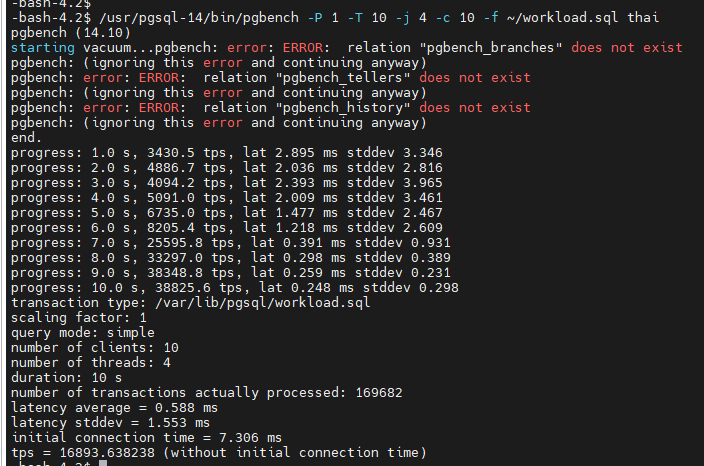 -bash-4.2$
-bash-4.2$ /usr/pgsql-14/bin/pgbench -P 1 -T 10 -j 4 -c 10 -f ~/workload.sql thai
pgbench (14.10)
starting vacuum...pgbench: error: ERROR:  relation "pgbench_branches" does not exist
pgbench: (ignoring this error and continuing anyway)
pgbench: error: ERROR:  relation "pgbench_tellers" does not exist
pgbench: (ignoring this error and continuing anyway)
pgbench: error: ERROR:  relation "pgbench_history" does not exist
pgbench: (ignoring this error and continuing anyway)
end.
progress: 1.0 s, 3430.5 tps, lat 2.895 ms stddev 3.346
progress: 2.0 s, 4886.7 tps, lat 2.036 ms stddev 2.816
progress: 3.0 s, 4094.2 tps, lat 2.393 ms stddev 3.965
progress: 4.0 s, 5091.0 tps, lat 2.009 ms stddev 3.461
progress: 5.0 s, 6735.0 tps, lat 1.477 ms stddev 2.467
progress: 6.0 s, 8205.4 tps, lat 1.218 ms stddev 2.609
progress: 7.0 s, 25595.8 tps, lat 0.391 ms stddev 0.931
progress: 8.0 s, 33297.0 tps, lat 0.298 ms stddev 0.389
progress: 9.0 s, 38348.8 tps, lat 0.259 ms stddev 0.231
progress: 10.0 s, 38825.6 tps, lat 0.248 ms stddev 0.298
transaction type: /var/lib/pgsql/workload.sql
scaling factor: 1
query mode: simple
number of clients: 10
number of threads: 4
duration: 10 s
number of transactions actually processed: 169682
latency average = 0.588 ms
latency stddev = 1.553 ms
initial connection time = 7.306 ms
tps = 16893.638238 (without initial connection time)
-bash-4.2$